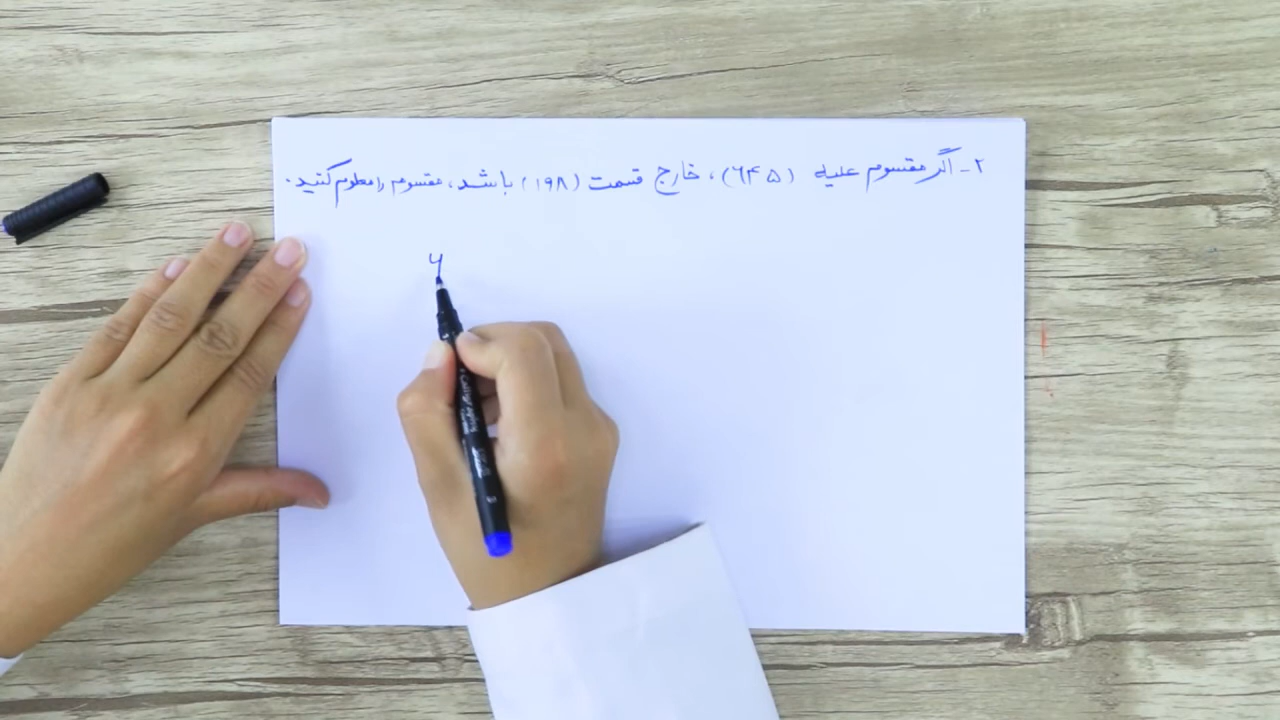 ۲- اگر مقسوم علیه (۶۴۵)، خارج قسمت (۱۹۸) باشد، مقسوم را معلوم کنید.
۶